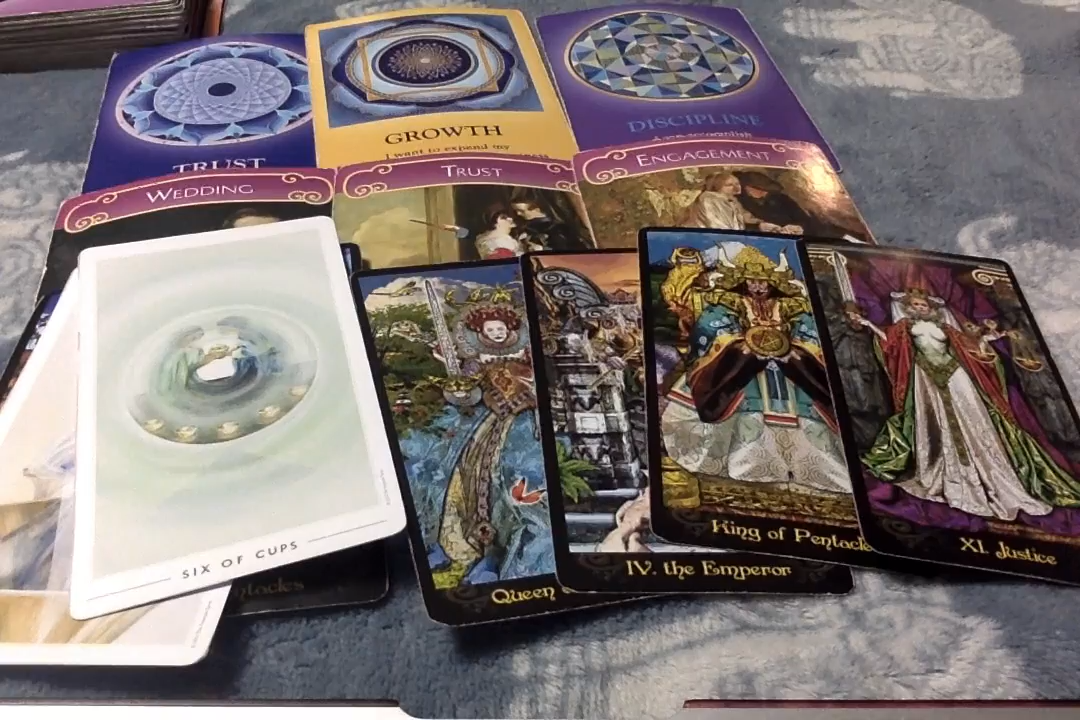 TRUST
GROWTH
I want to expand my
DISCIPLINE
WEDDING
TRUST
ENGAGEMENT
SIX OF CUPS
Queen
IV. the Emperor
King of Pentacle
XI. Justice